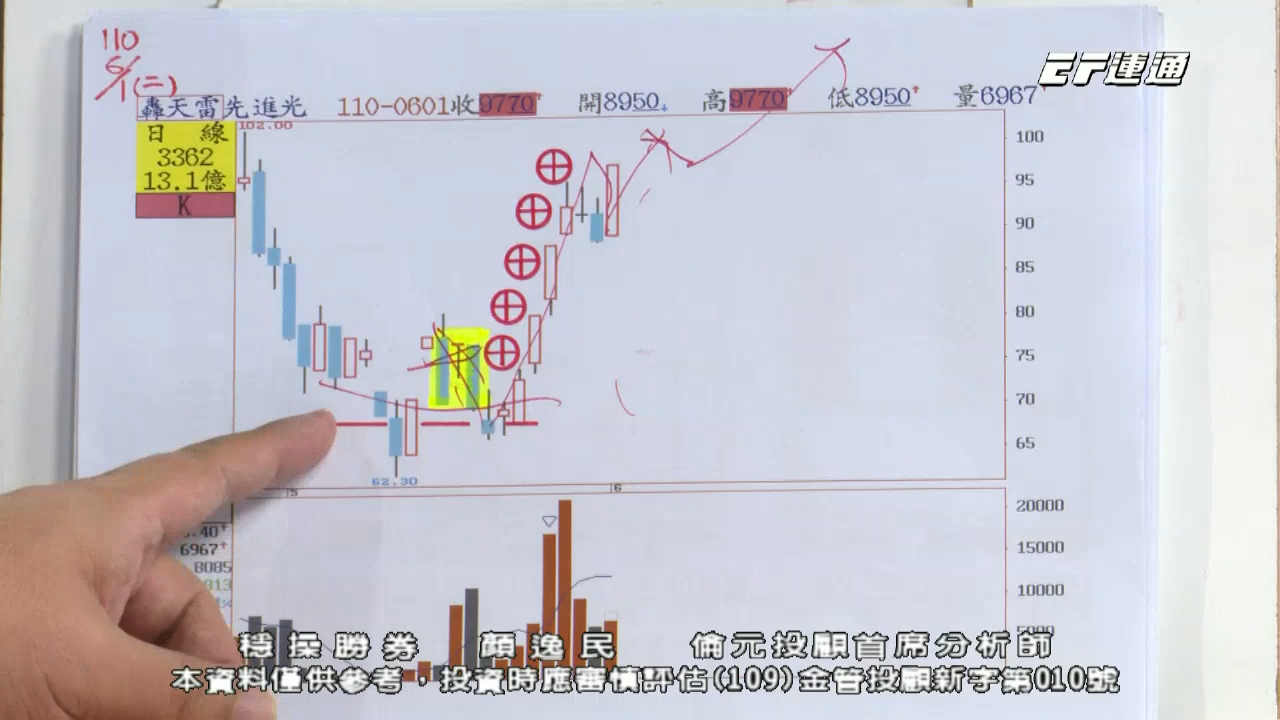 110
6/1(二)
EF運通
轟天雷先進光 110-0601收9770↑ 開8950↓ 高9770↑ 低8950↑ 量6967↑
日 線
3362
13.1億
K
102.00
100
95
90
85
80
75
70
65
62.30
5
6
20000
15000
10000
5000
.40↑
6967↑
8085
813
%
穩操勝券 顏逸民 倫元投顧首席分析師
本資料僅供參考，投資時應審慎評估(109)金管投顧新字第010號